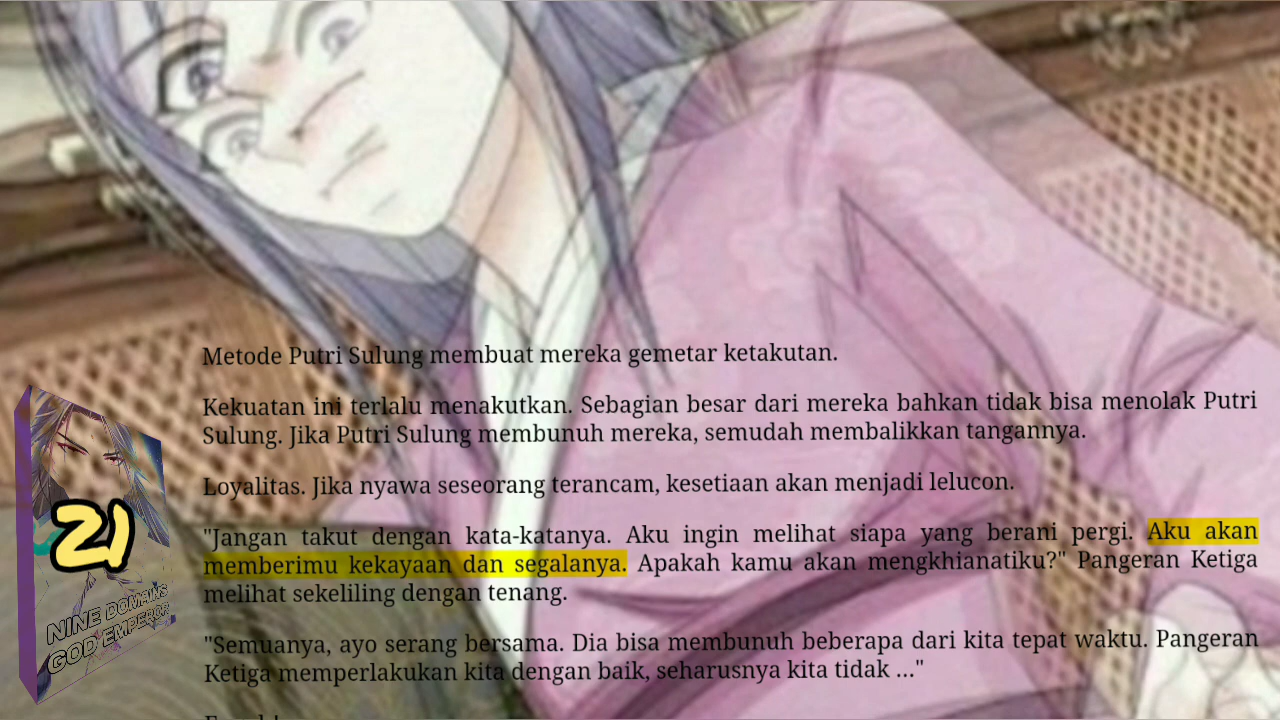 Metode Putri Sulung membuat mereka gemetar ketakutan.
Kekuatan ini terlalu menakutkan. Sebagian besar dari mereka bahkan tidak bisa menolak Putri
Sulung. Jika Putri Sulung membunuh mereka, semudah membalikkan tangannya.
Loyalitas. Jika nyawa seseorang terancam, kesetiaan akan menjadi lelucon.
"Jangan takut dengan kata-katanya. Aku ingin melihat siapa yang berani pergi. Aku akan
memberimu kekayaan dan segalanya. Apakah kamu akan mengkhianatiku?" Pangeran Ketiga
melihat sekeliling dengan tenang.
"Semuanya, ayo serang bersama. Dia bisa membunuh beberapa dari kita tepat waktu. Pangeran
Ketiga memperlakukan kita dengan baik, seharusnya kita tidak ..."
21
NINE DOMAINS
GOD EMPEROR